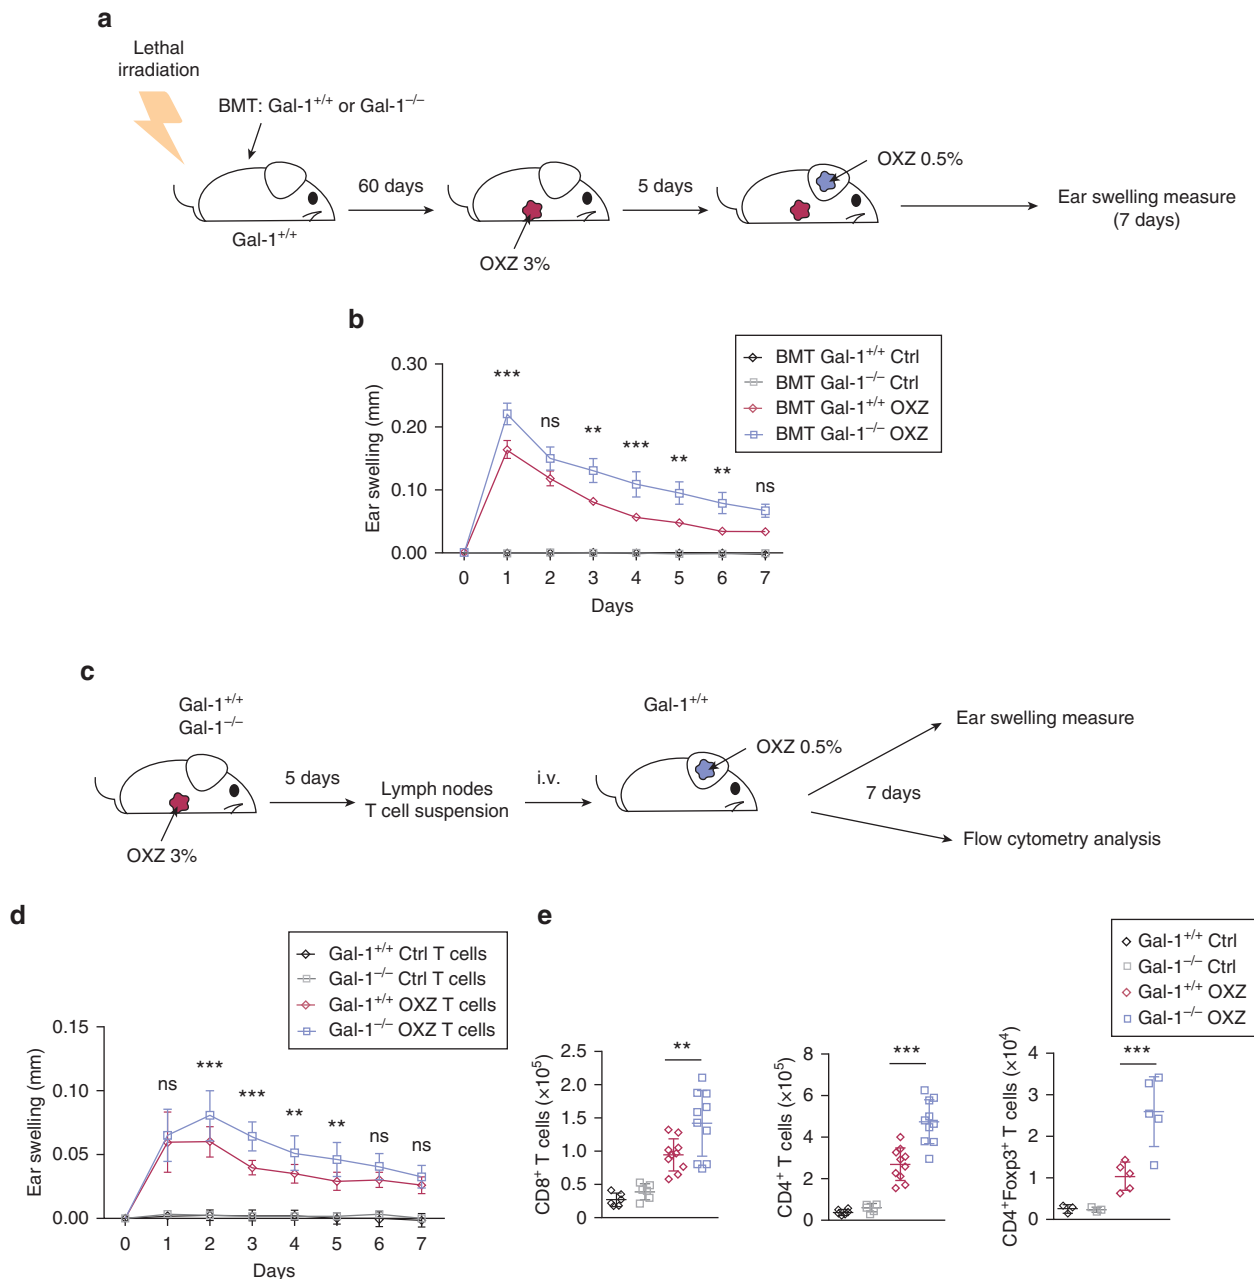 a
Lethal
irradiation
BMT: Gal-1+/+ or Gal-1−/−
Gal-1+/+
60 days
OXZ 3%
5 days
OXZ 0.5%
Ear swelling measure
(7 days)
b
BMT Gal-1+/+ Ctrl
BMT Gal-1−/− Ctrl
BMT Gal-1+/+ OXZ
BMT Gal-1−/− OXZ
Ear swelling (mm)
0.30
0.20
0.10
0.00
***
ns
**
***
**
**
ns
0 1 2 3 4 5 6 7
Days
c
Gal-1+/+
Gal-1−/−
OXZ 3%
5 days
Lymph nodes
T cell suspension
i.v.
Gal-1+/+
OXZ 0.5%
7 days
Ear swelling measure
Flow cytometry analysis
d
Gal-1+/+ Ctrl T cells
Gal-1−/− Ctrl T cells
Gal-1+/+ OXZ T cells
Gal-1−/− OXZ T cells
Ear swelling (mm)
0.15
0.10
0.05
0.00
ns
***
***
**
**
ns
ns
0 1 2 3 4 5 6 7
Days
e
Gal-1+/+ Ctrl
Gal-1−/− Ctrl
Gal-1+/+ OXZ
Gal-1−/− OXZ
CD8+ T cells (×10^5)
2.5
2.0
1.5
1.0
0.5
0
**
CD4+ T cells (×10^5)
8
6
4
2
0
***
CD4+Foxp3+ T cells (×10^4)
4
3
2
1
0
***